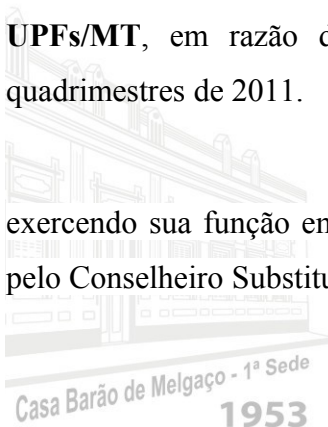 UPFs/MT, em razão d
quadrimestres de 2011.
exercendo sua função en
pelo Conselheiro Substitu
Casa Barão de Melgaço - 1ª Sede
1953